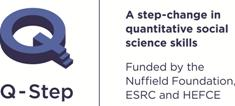 A step-change in
quantitative social
science skills
Funded by the
Nuffield Foundation,
ESRC and HEFCE
Q-Step